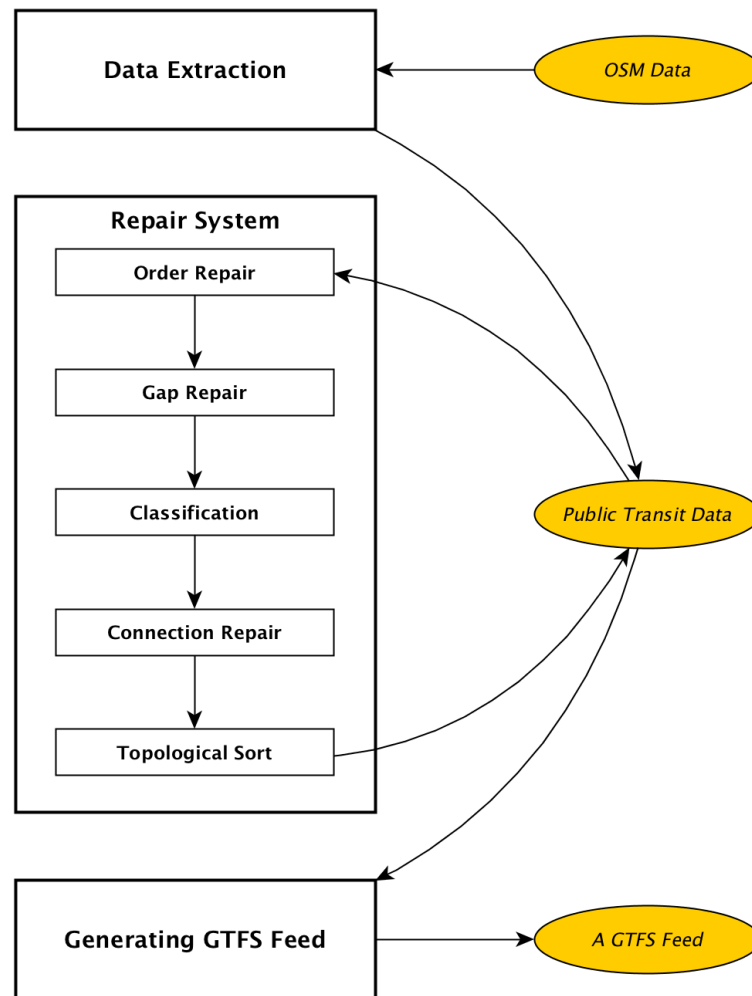 Data Extraction
OSM Data
Repair System
Order Repair
Gap Repair
Classification
Public Transit Data
Connection Repair
Topological Sort
Generating GTFS Feed
A GTFS Feed